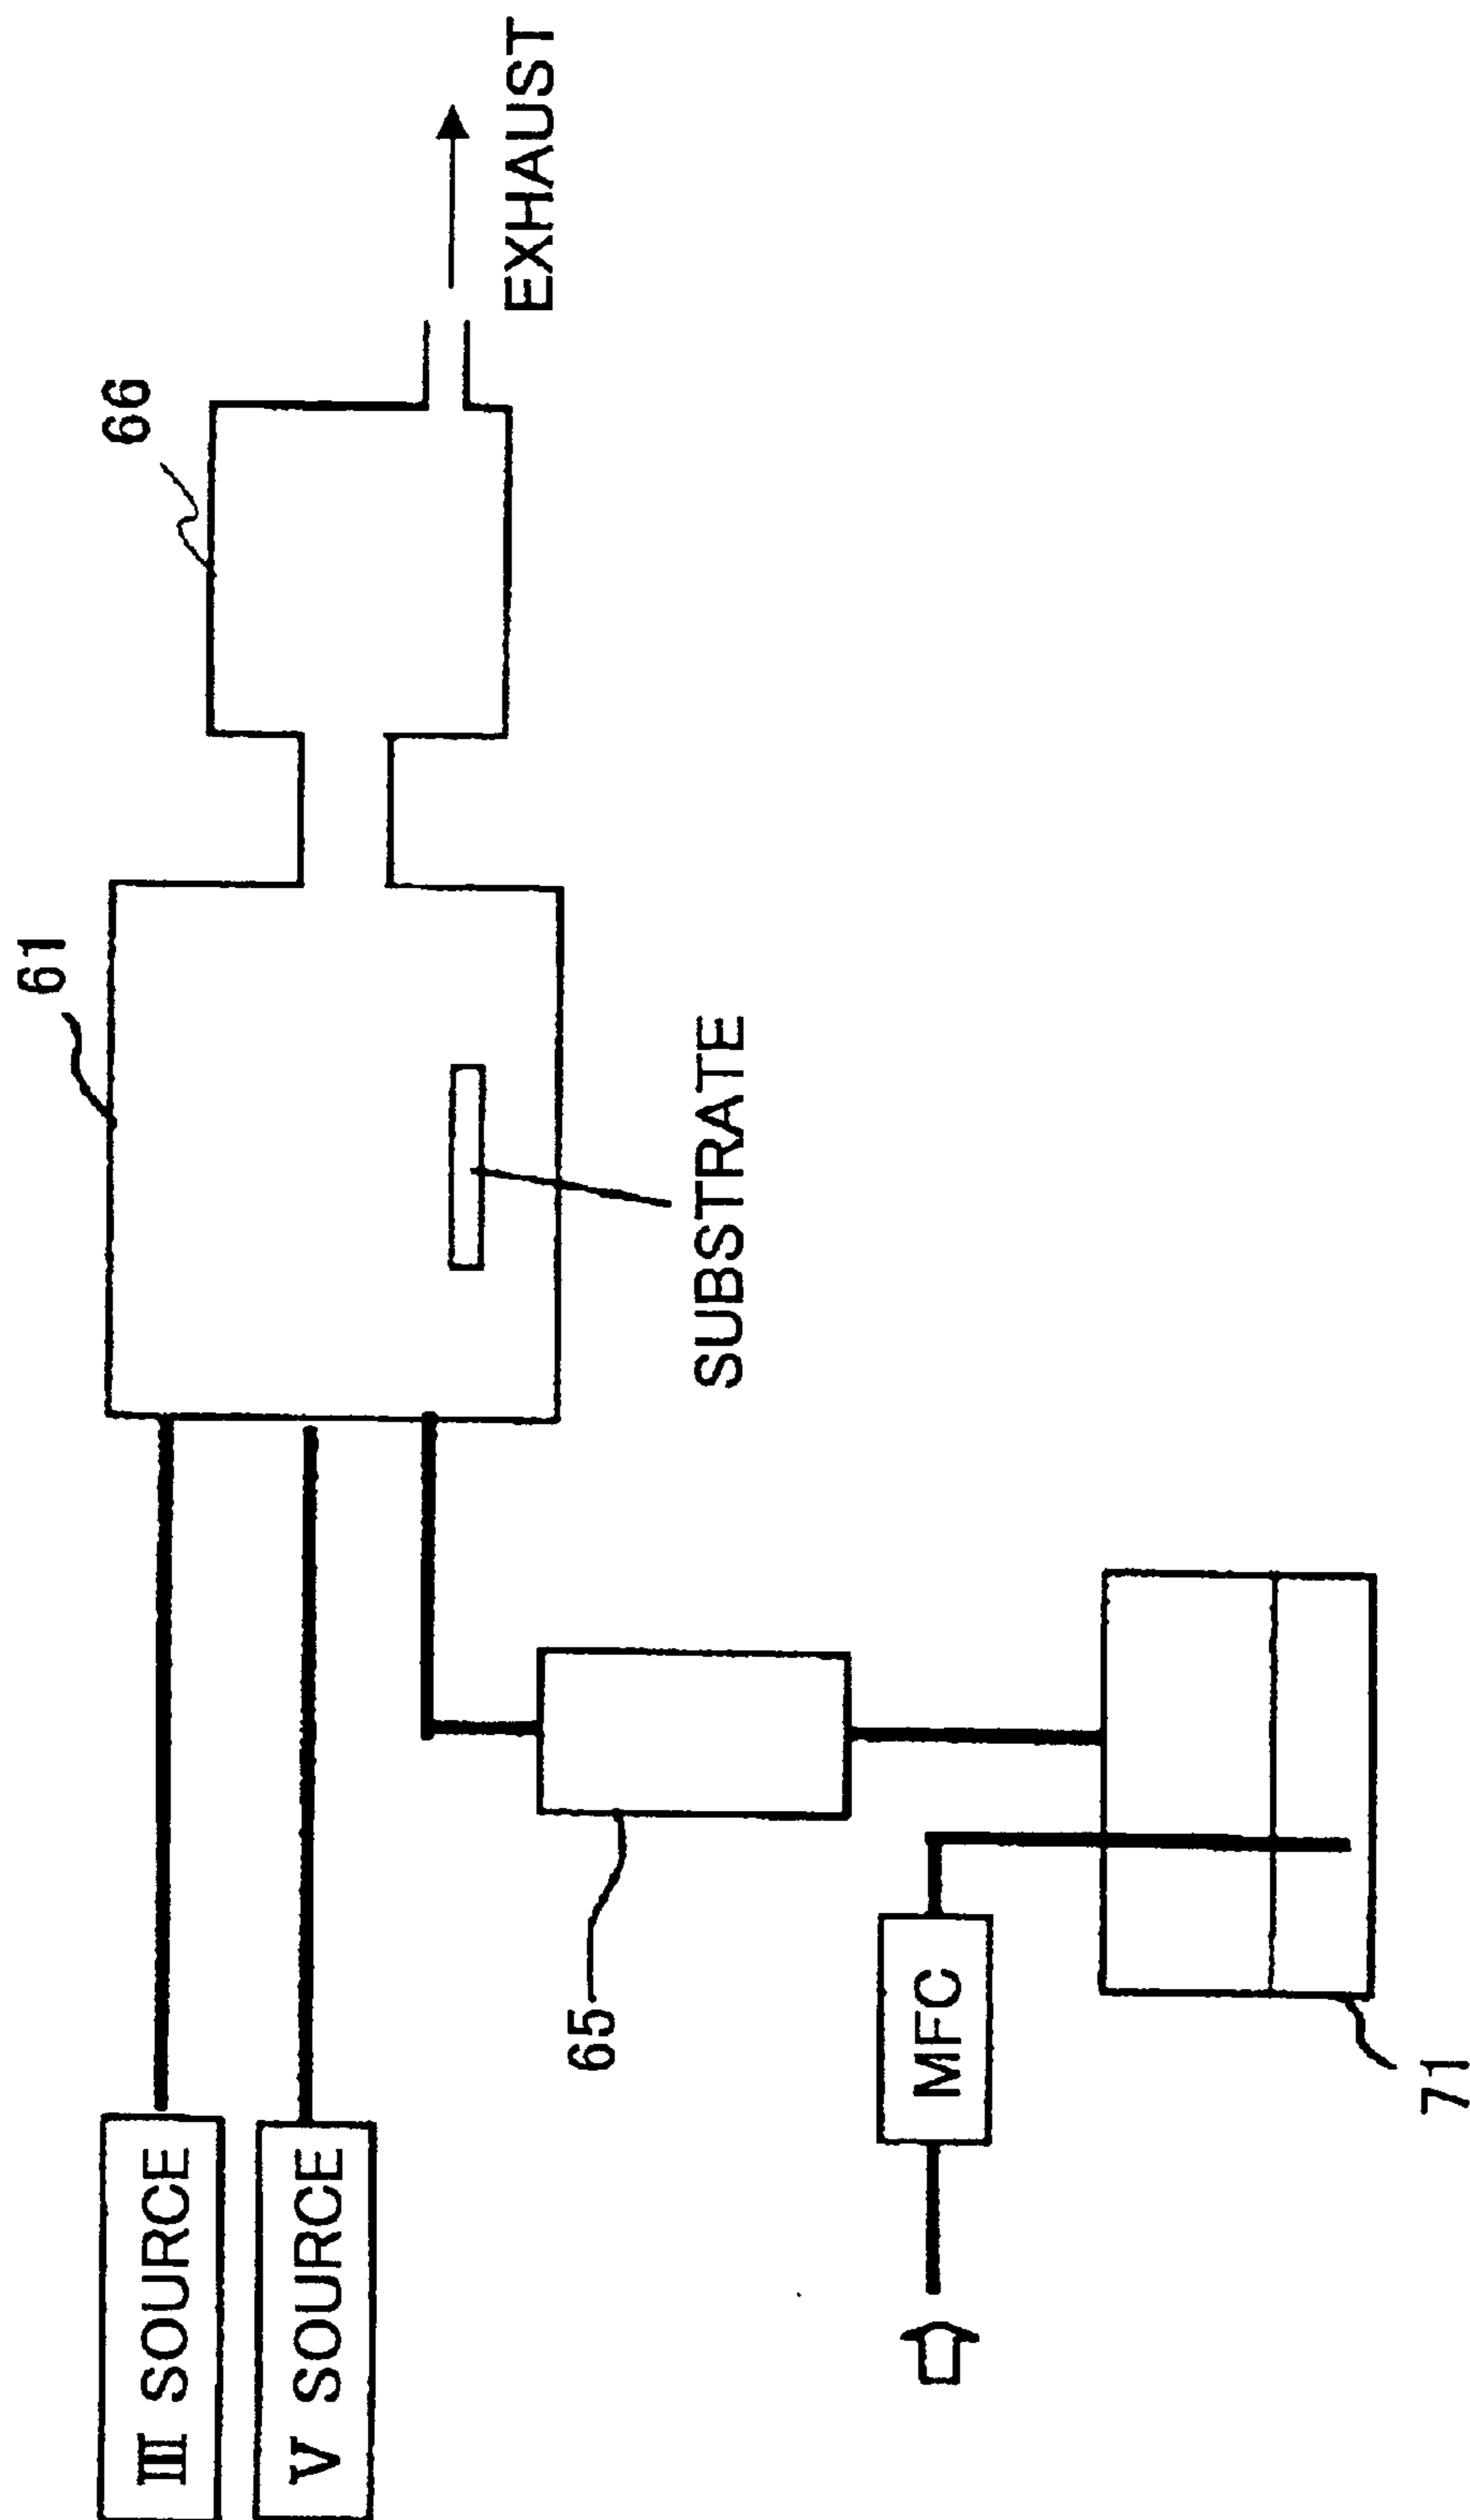 66
EXHAUST
61
SUBSTRATE
III SOURCE
V SOURCE
65
MFC
71